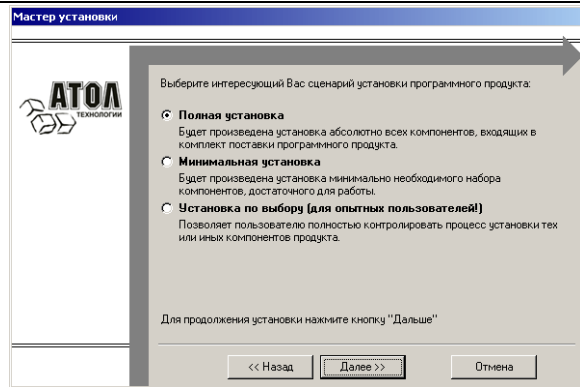 Мастер установки
АТОЛ
ТЕХНОЛОГИИ
Выберите интересующий Вас сценарий установки программного продукта:
Полная установка
Будет произведена установка абсолютно всех компонентов, входящих в
комплект поставки программного продукта.
Минимальная установка
Будет произведена установка минимально необходимого набора
компонентов, достаточного для работы.
Установка по выбору (для опытных пользователей!)
Позволяет пользователю полностью контролировать процесс установки тех
или иных компонентов продукта.
Для продолжения установки нажмите кнопку "Дальше"
<< Назад
Далее >>
Отмена